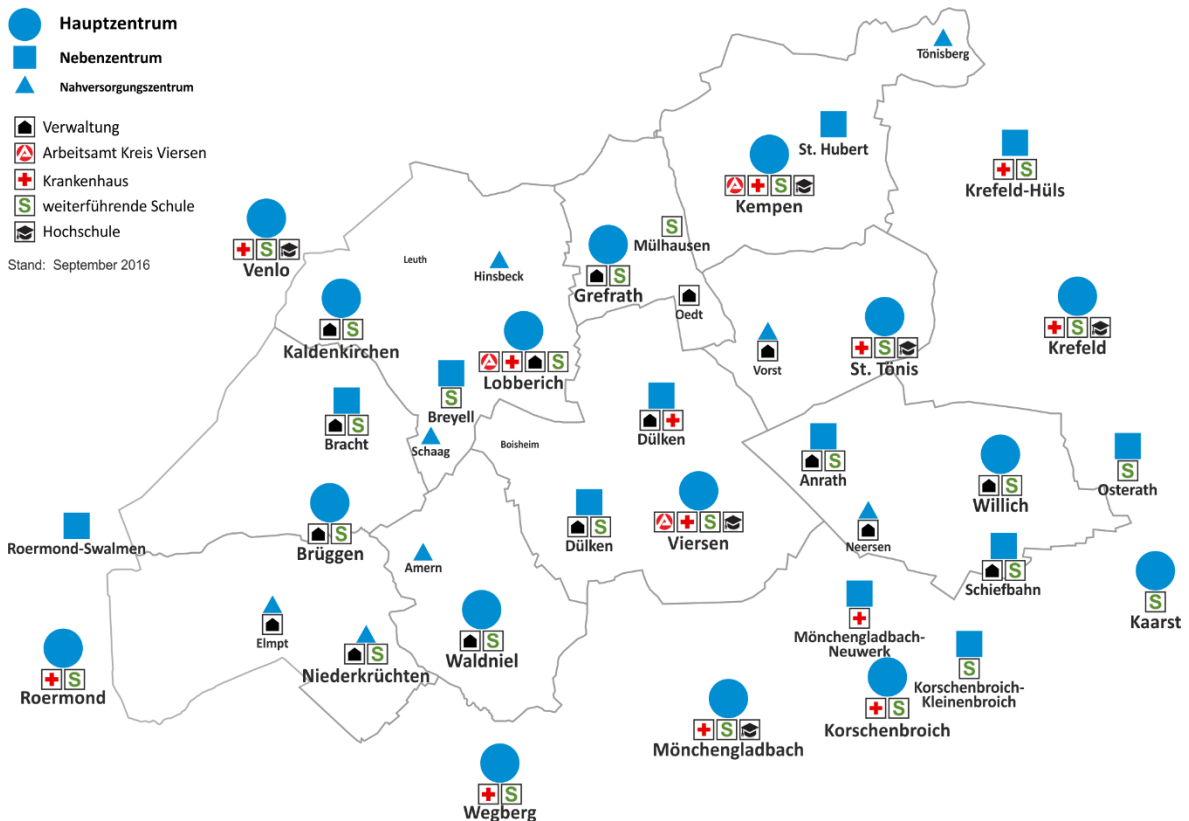 Hauptzentrum
Nebenzentrum
Nahversorgungszentrum
Verwaltung
Arbeitsamt Kreis Viersen
Krankenhaus
S weiterführende Schule
Hochschule
Stand: September 2016
Tönisberg
St. Hubert
S
Kempen
S
Krefeld-Hüls
S
Venlo
Leuth
Hinsbeck
S
Mülhausen
S
Grefrath
Oedt
S
Kaldenkirchen
S
Lobberich
Vorst
S
St. Tönis
S
Krefeld
S
Breyell
S
Bracht
Schaag
Boisheim
Dülken
S
Anrath
S
Willich
S
Osterath
Roermond-Swalmen
S
Brüggen
Amern
S
Dülken
S
Viersen
Neersen
S
Schiefbahn
S
Kaarst
Elmpt
S
Niederkrüchten
S
Waldniel
Mönchengladbach-
Neuwerk
S
Korschenbroich-
Kleinenbroich
S
Roermond
S
Mönchengladbach
S
Korschenbroich
S
Wegberg